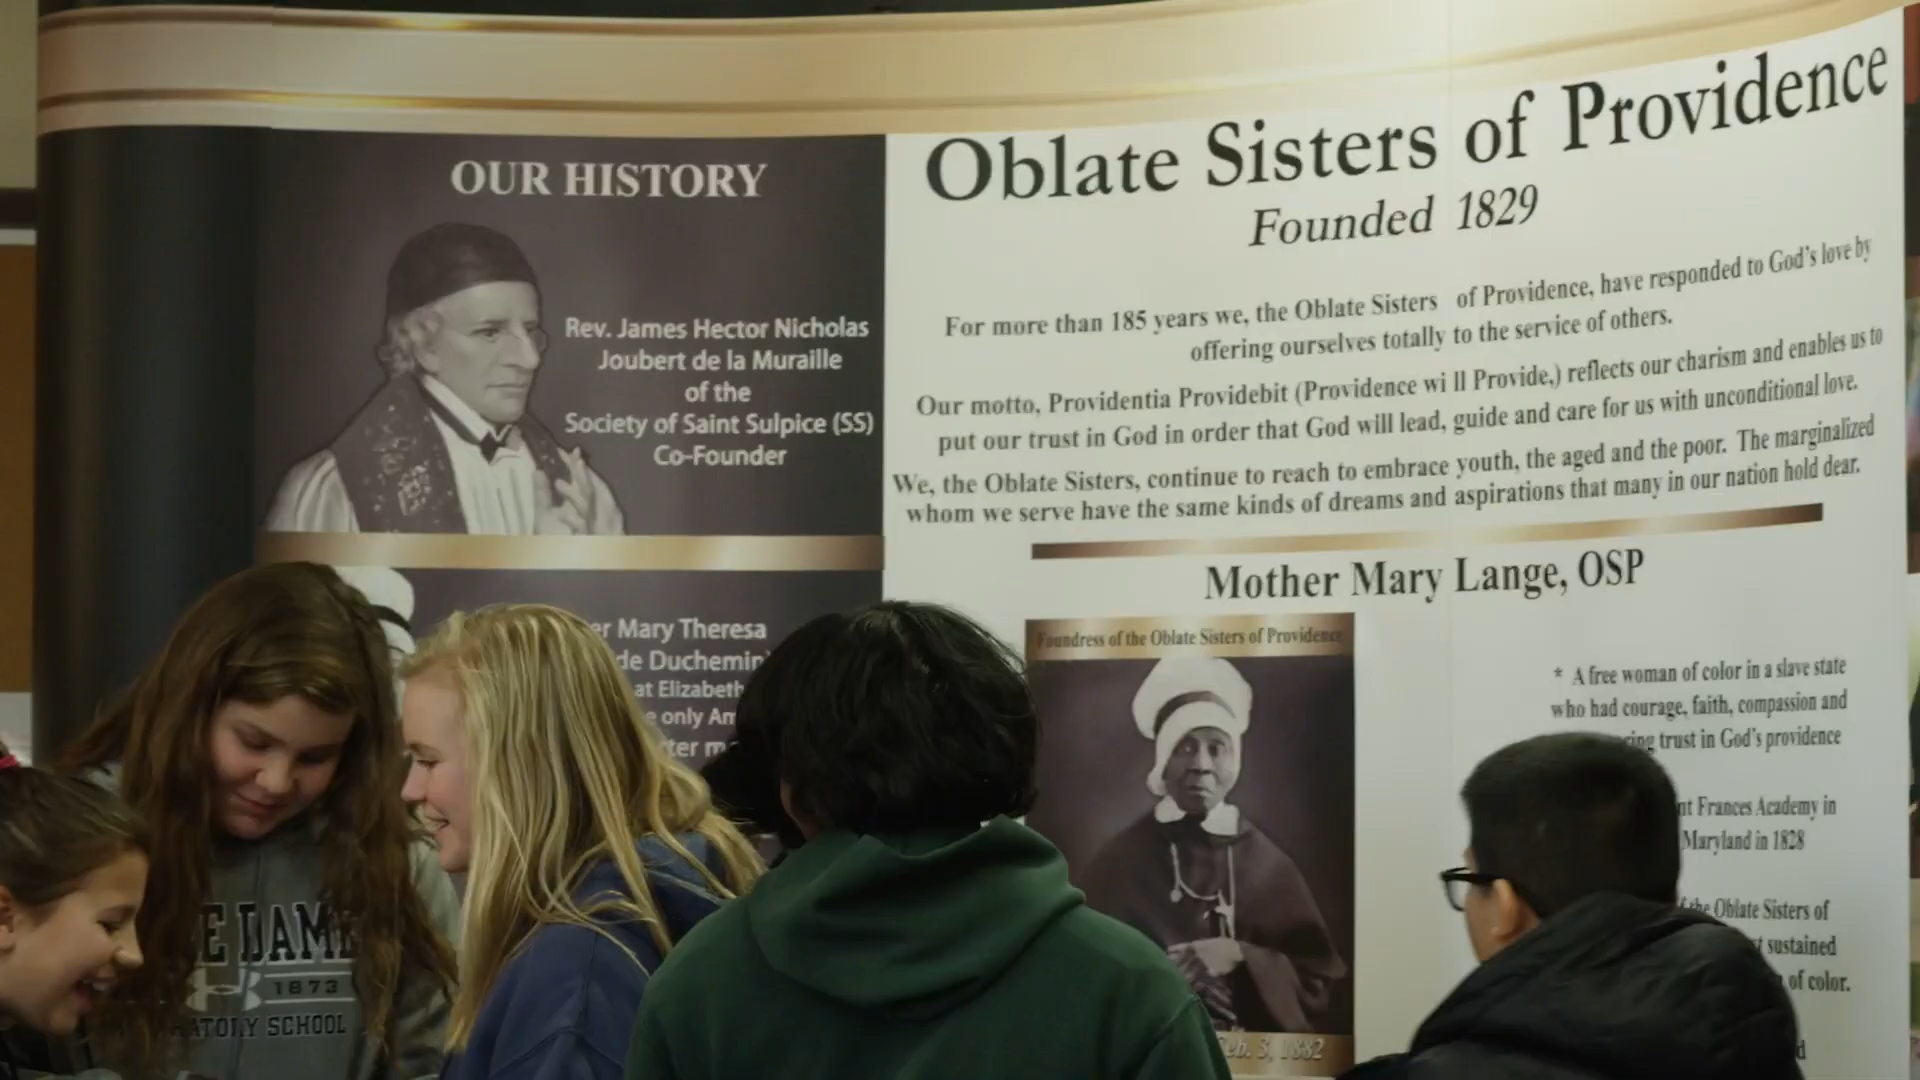 OUR HISTORY
Rev. James Hector Nicholas
Joubert de la Muraille
of the
Society of Saint Sulpice (SS)
Co-Founder
er Mary Theresa
de Duchemin
at Elizabeth
only Am
ter m
Oblate Sisters of Providence
Founded 1829
For more than 185 years we, the Oblate Sisters of Providence, have responded to God's love by
offering ourselves totally to the service of others.
Our motto, Providentia Providebit (Providence wi ll Provide,) reflects our charism and enables us to
put our trust in God in order that God will lead, guide and care for us with unconditional love.
We, the Oblate Sisters, continue to reach to embrace youth, the aged and the poor. The marginalized
whom we serve have the same kinds of dreams and aspirations that many in our nation hold dear.
Mother Mary Lange, OSP
Foundress of the Oblate Sisters of Providence
eb. 3, 1882
* A free woman of color in a slave state
who had courage, faith, compassion and
ring trust in God's providence
nt Frances Academy in
Maryland in 1828
the Oblate Sisters of
sustained
of color.
E DAME
1873
RATORY SCHOOL